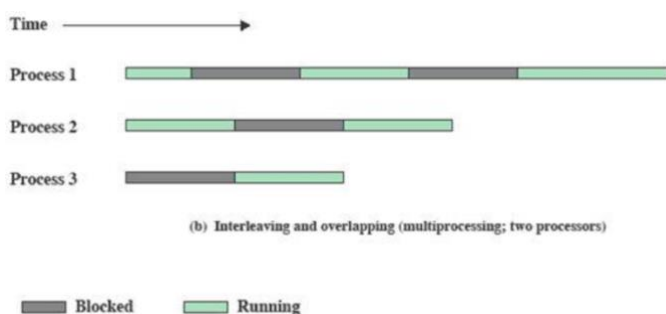 Time
Process 1
Process 2
Process 3
(b) Interleaving and overlapping (multiprocessing; two processors)
Blocked Running